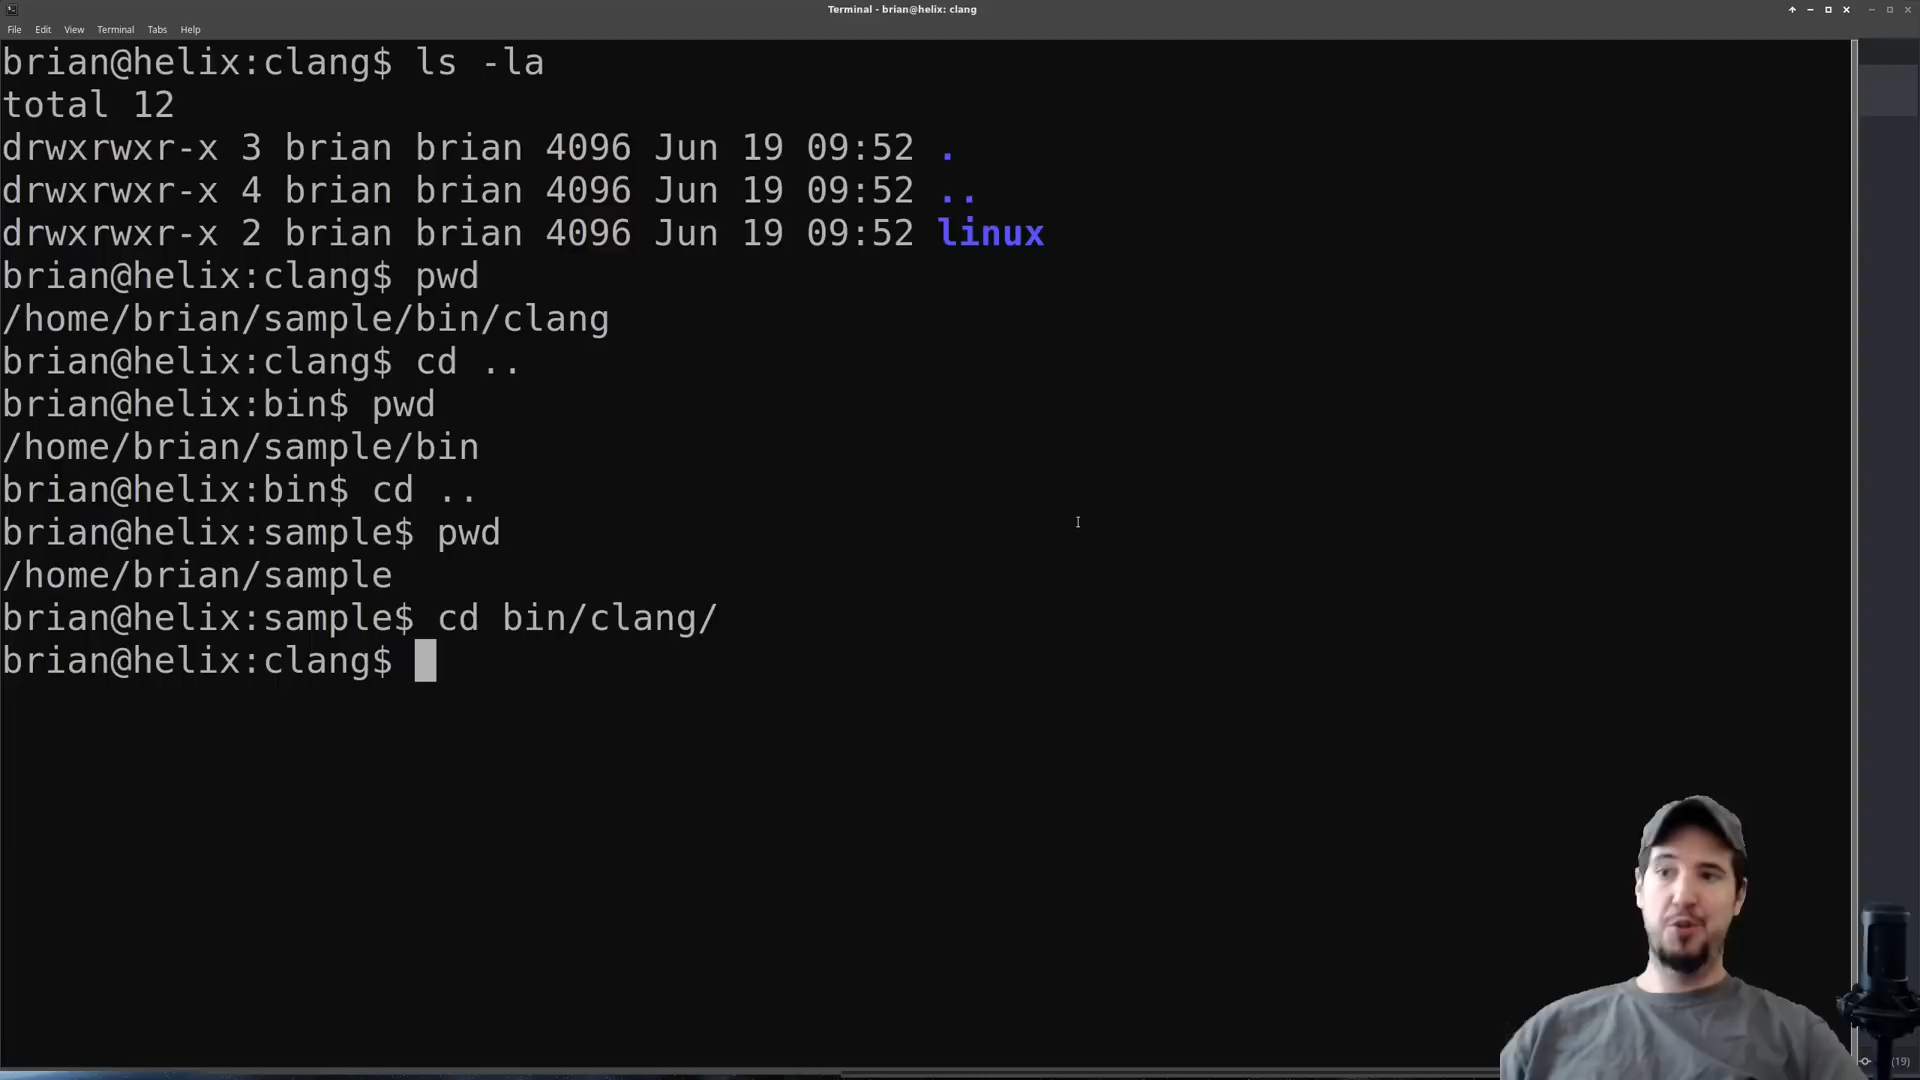 Terminal - brian@helix: clang
File Edit View Terminal Tabs Help
brian@helix:clang$ ls -la
total 12
drwxrwxr-x 3 brian brian 4096 Jun 19 09:52 .
drwxrwxr-x 4 brian brian 4096 Jun 19 09:52 ..
drwxrwxr-x 2 brian brian 4096 Jun 19 09:52 linux
brian@helix:clang$ pwd
/home/brian/sample/bin/clang
brian@helix:clang$ cd ..
brian@helix:bin$ pwd
/home/brian/sample/bin
brian@helix:bin$ cd ..
brian@helix:sample$ pwd
/home/brian/sample
brian@helix:sample$ cd bin/clang/
brian@helix:clang$
(19)